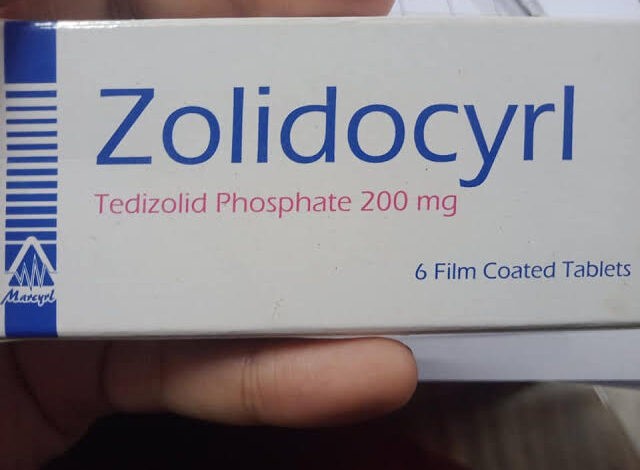 Zolidocyrl
Tedizolid Phosphate 200 mg
6 Film Coated Tablets
Marcyrl